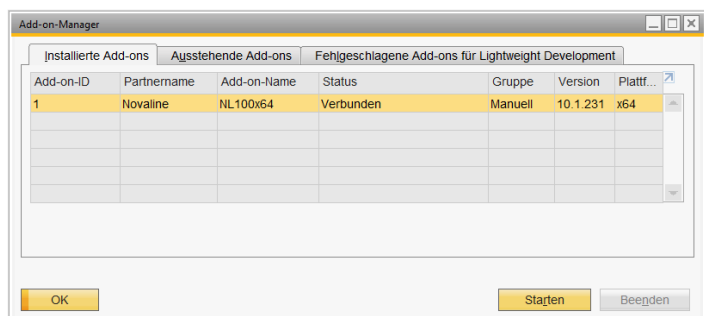 Add-on-Manager
Installierte Add-ons Ausstehende Add-ons Fehlgeschlagene Add-ons für Lightweight Development
Add-on-ID Partnername Add-on-Name Status Gruppe Version Plattf...
1 Novaline NL100x64 Verbunden Manuell 10.1.231 x64
OK Starten Beenden